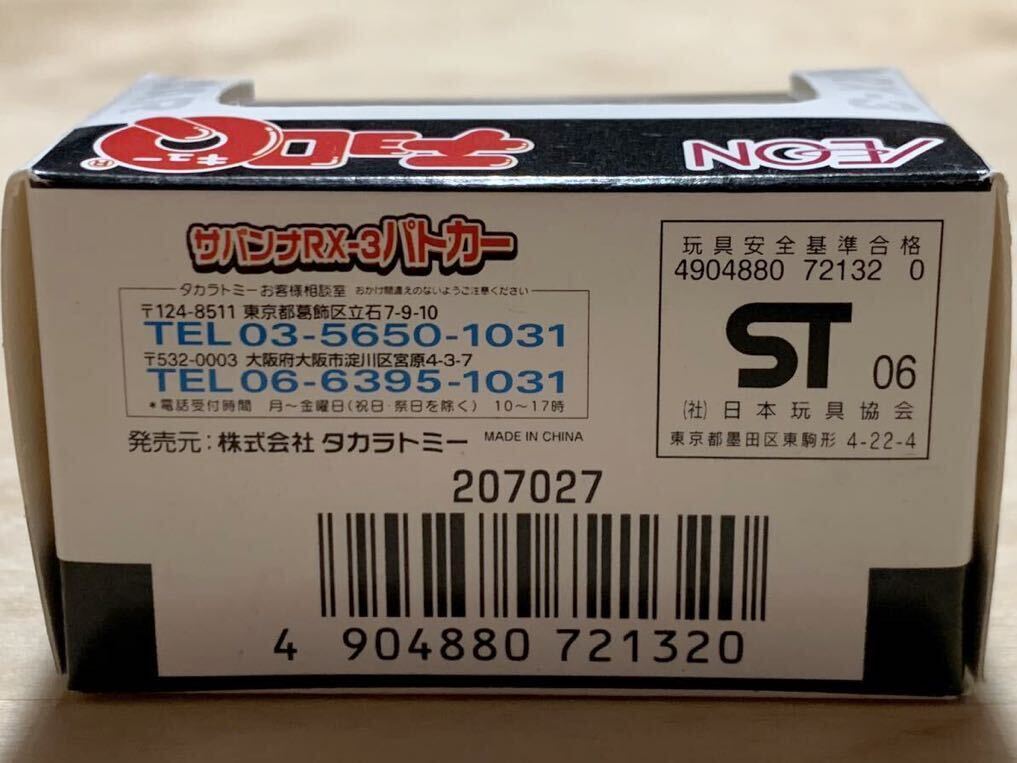 チョロQ
キュー
®
ÆON
サバンナRX-3パトカー
タカラトミーお客様相談室 おかけ間違えのないようご注意ください
〒124-8511 東京都葛飾区立石7-9-10
TEL 03-5650-1031
〒532-0003 大阪府大阪市淀川区宮原4-3-7
TEL 06-6395-1031
*電話受付時間 月～金曜日(祝日・祭日を除く) 10～17時
発売元:株式会社 タカラトミー MADE IN CHINA
玩具安全基準合格
4904880 72132 0
ST 06
(社)日本玩具協会
東京都墨田区東駒形 4-22-4
207027
4 904880 721320